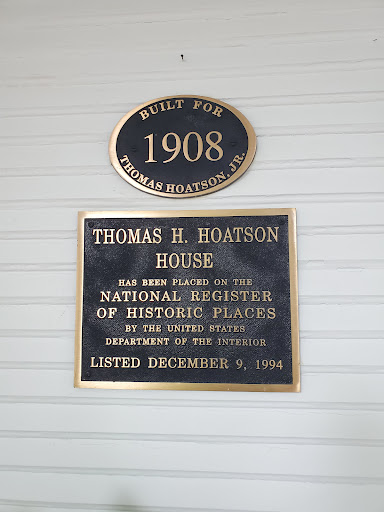 BUILT FOR
1908
THOMAS HOATSON, JR.
THOMAS H. HOATSON
HOUSE
HAS BEEN PLACED ON THE
NATIONAL REGISTER
OF HISTORIC PLACES
BY THE UNITED STATES
DEPARTMENT OF THE INTERIOR
LISTED DECEMBER 9, 1994